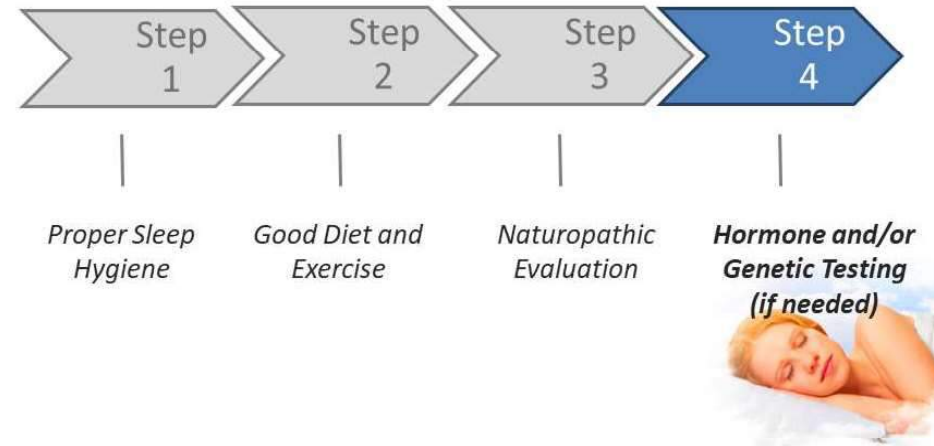 Step
1
Step
2
Step
3
Step
4
Proper Sleep
Hygiene
Good Diet and
Exercise
Naturopathic
Evaluation
Hormone and/or
Genetic Testing
(if needed)